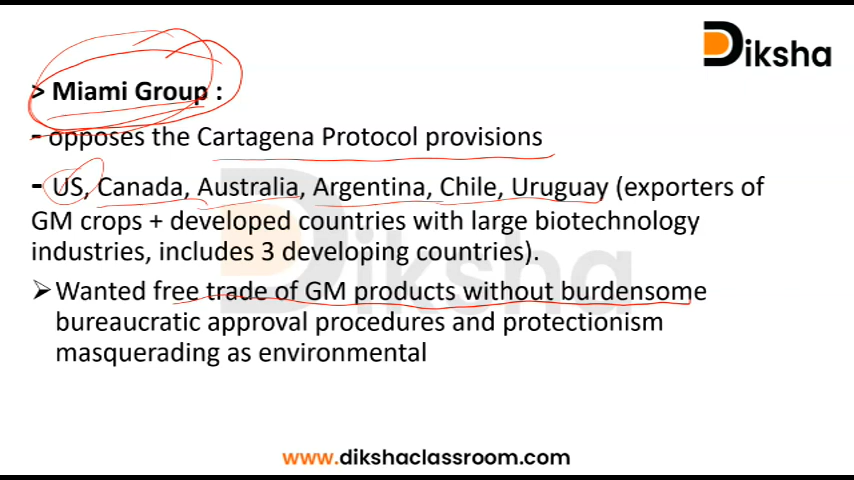 Diksha
> Miami Group :
- opposes the Cartagena Protocol provisions
- US, Canada, Australia, Argentina, Chile, Uruguay (exporters of
GM crops + developed countries with large biotechnology
industries, includes 3 developing countries).
➢Wanted free trade of GM products without burdensome
bureaucratic approval procedures and protectionism
masquerading as environmental
Diksha
www.dikshaclassroom.com